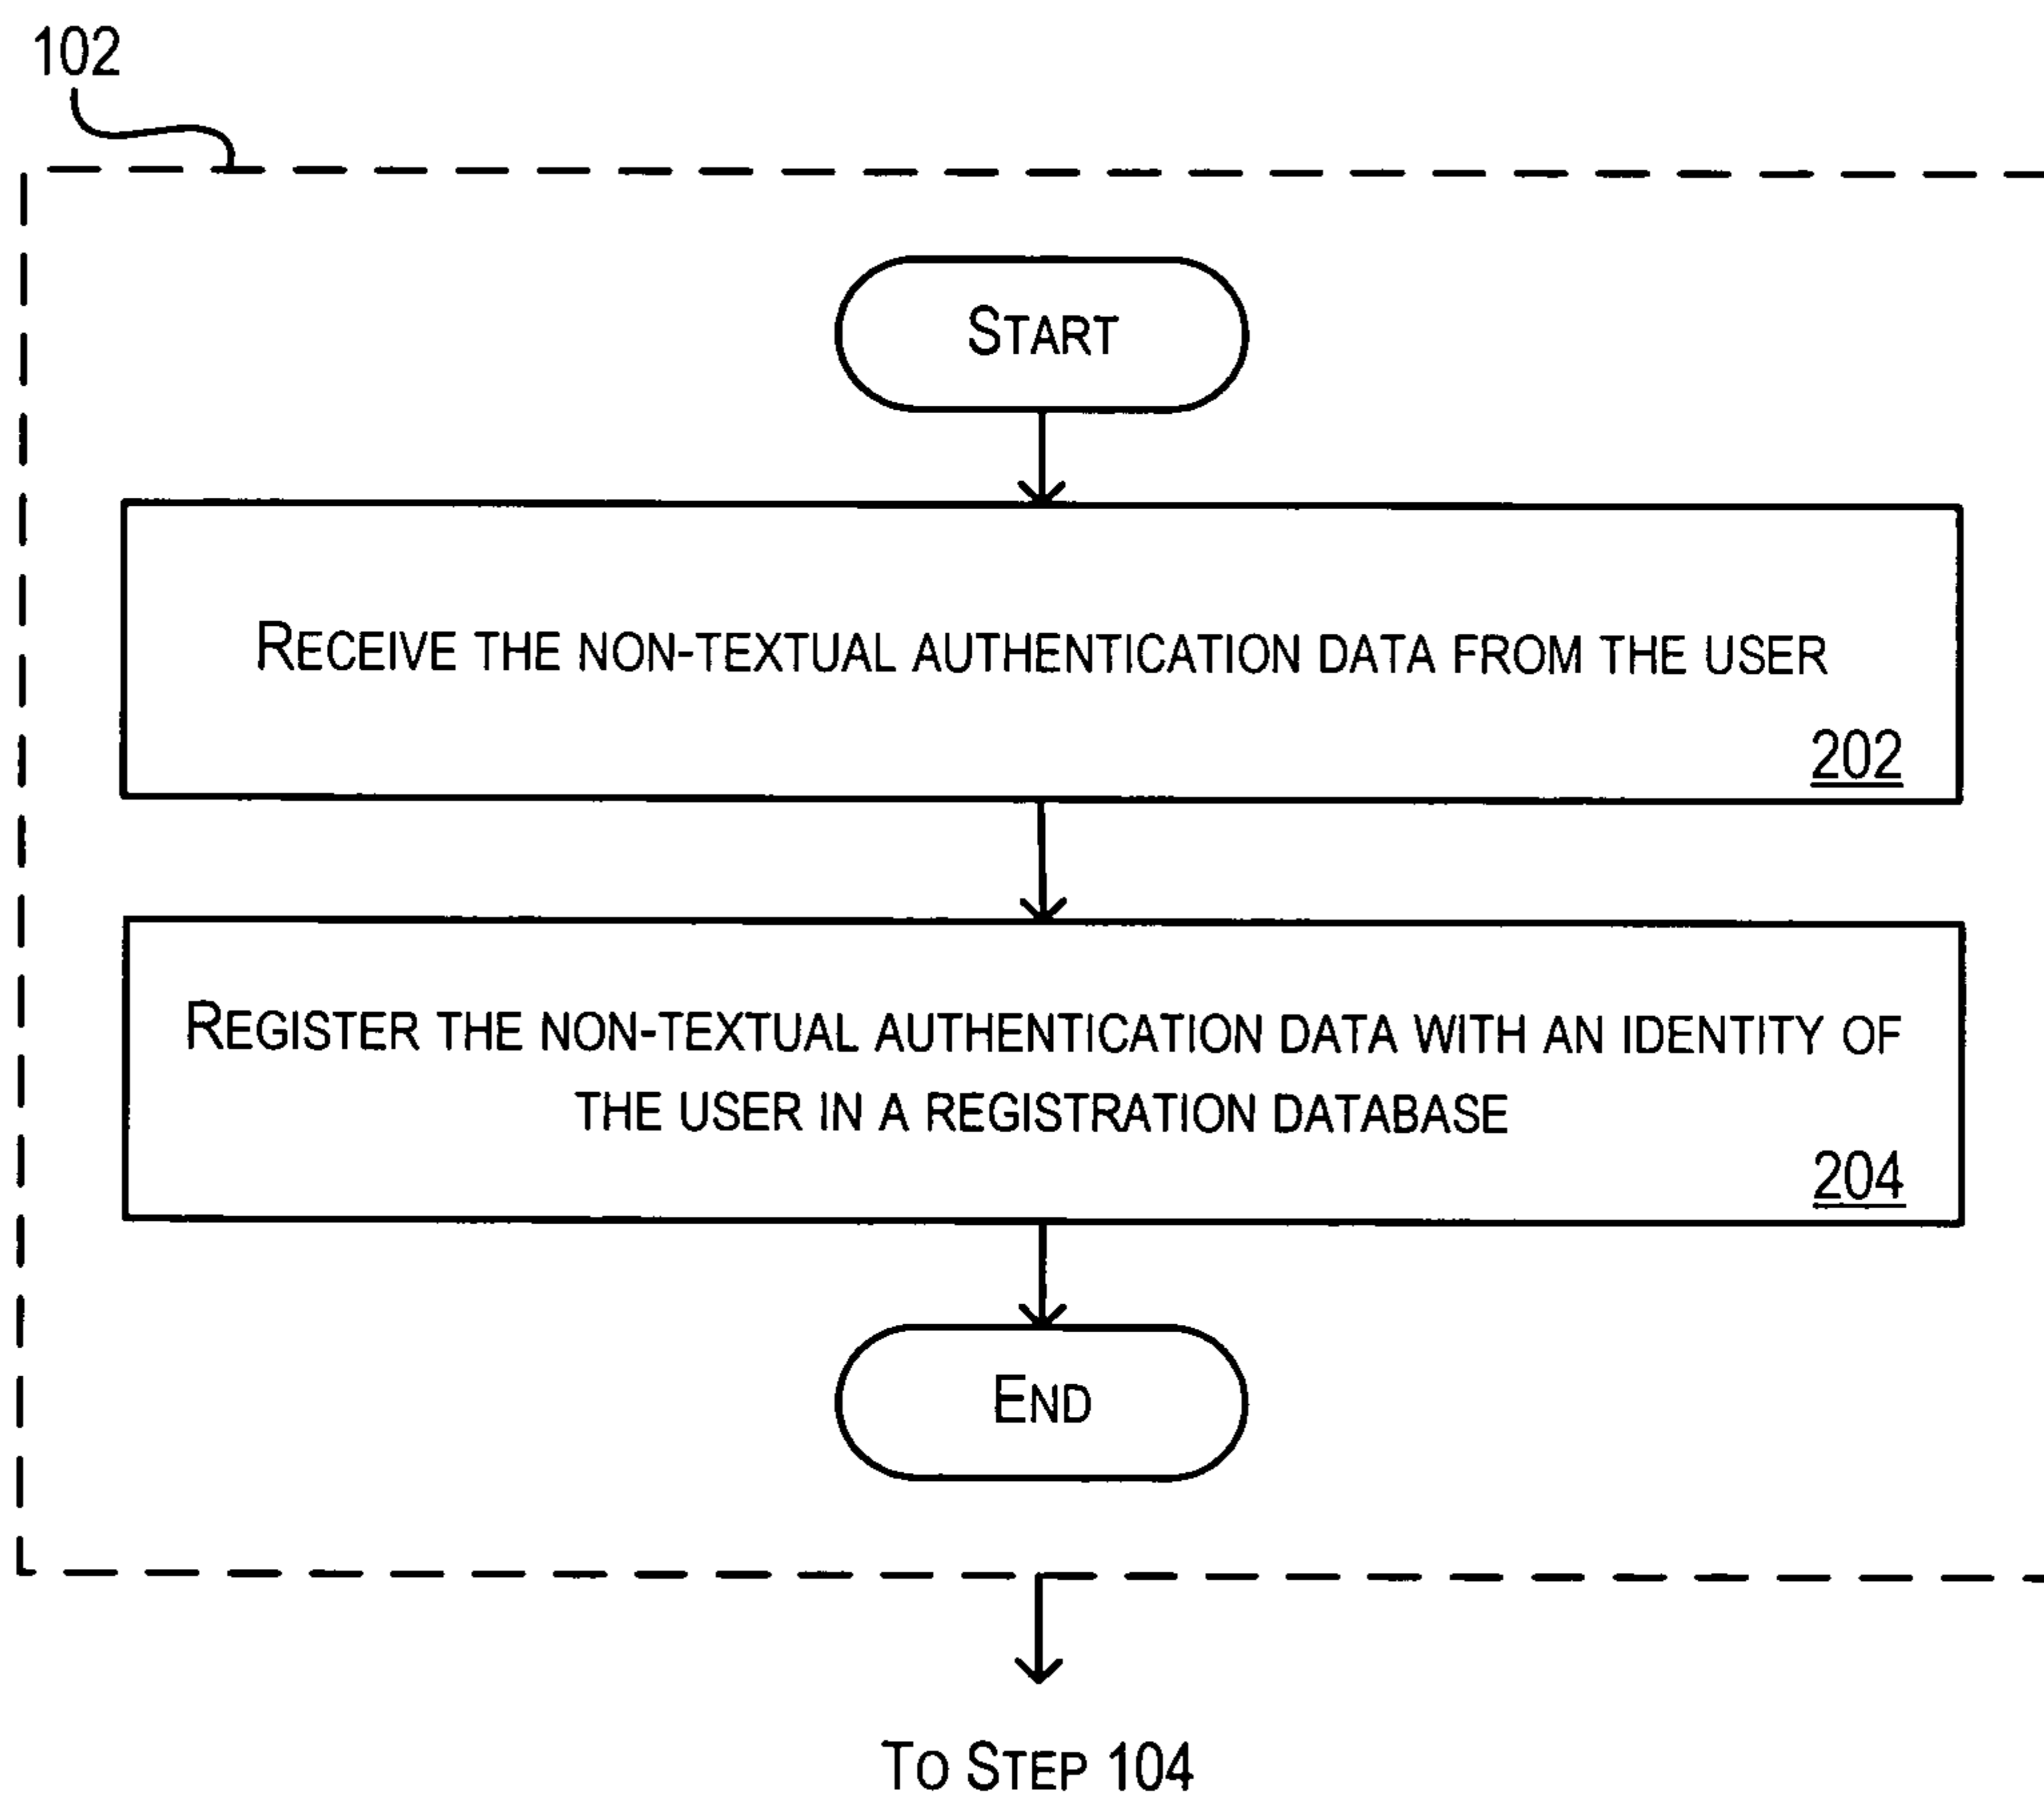 102
START
RECEIVE THE NON-TEXTUAL AUTHENTICATION DATA FROM THE USER
202
REGISTER THE NON-TEXTUAL AUTHENTICATION DATA WITH AN IDENTITY OF
THE USER IN A REGISTRATION DATABASE
204
END
TO STEP 104